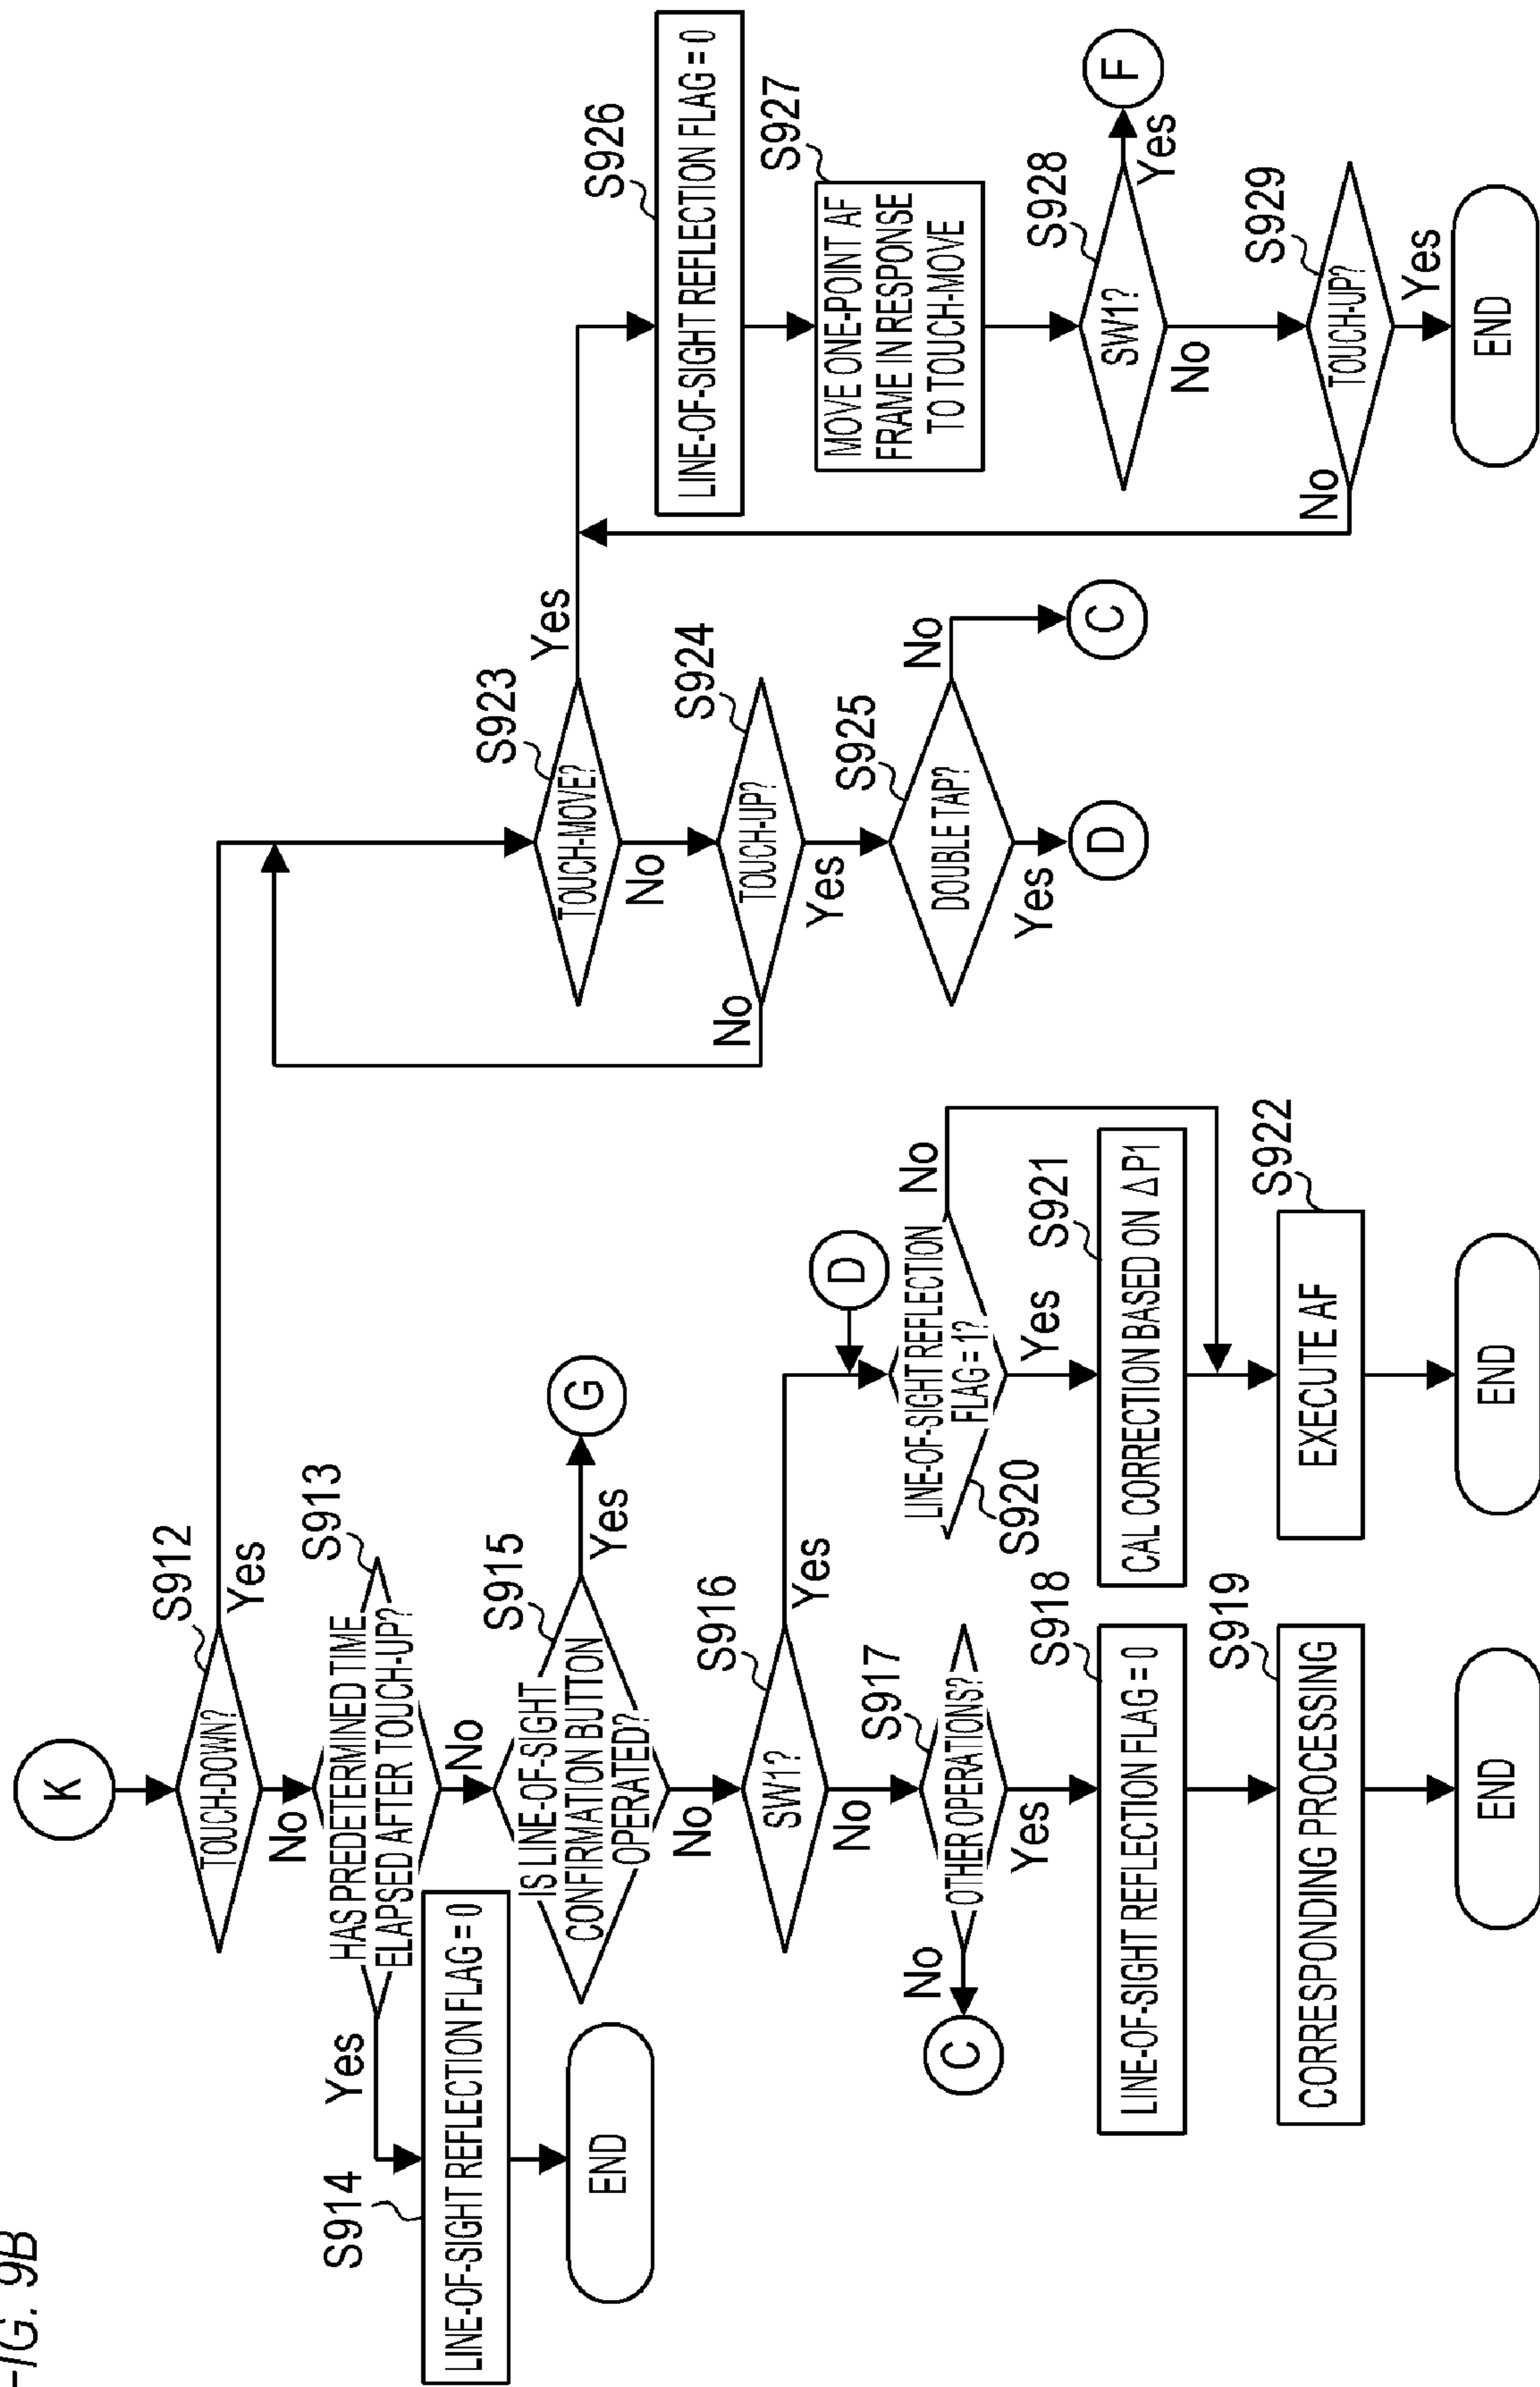 FIG. 9B
K
S912
TOUCH-DOWN?
Yes
No
S913
HAS PREDETERMINED TIME
ELAPSED AFTER TOUCH-UP?
Yes
No
S914
LINE-OF-SIGHT REFLECTION FLAG = 0
END
S915
IS LINE-OF-SIGHT
CONFIRMATION BUTTON
OPERATED?
Yes
G
No
S916
SW1?
Yes
No
S917
OTHER OPERATIONS?
No
C
Yes
S918
LINE-OF-SIGHT REFLECTION FLAG = 0
S919
CORRESPONDING PROCESSING
END
D
LINE-OF-SIGHT REFLECTION
FLAG = 1?
S920
No
Yes
S921
CAL CORRECTION BASED ON △P1
S922
EXECUTE AF
END
S923
TOUCH-MOVE?
Yes
No
S924
TOUCH-UP?
No
Yes
S925
DOUBLE TAP?
No
C
Yes
D
S926
LINE-OF-SIGHT REFLECTION FLAG = 0
S927
MOVE ONE-POINT AF
FRAME IN RESPONSE
TO TOUCH-MOVE
S928
SW1?
Yes
F
No
S929
TOUCH-UP?
No
Yes
END